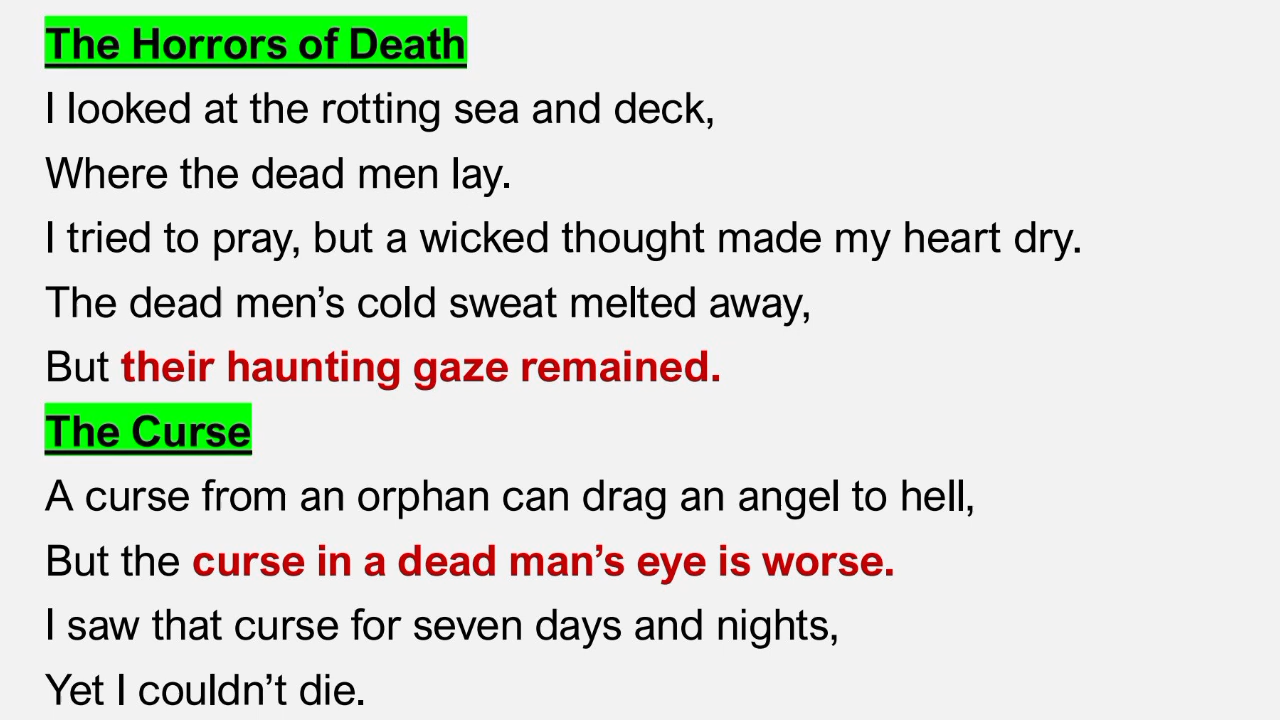 The Horrors of Death
I looked at the rotting sea and deck,
Where the dead men lay.
I tried to pray, but a wicked thought made my heart dry.
The dead men’s cold sweat melted away,
But their haunting gaze remained.
The Curse
A curse from an orphan can drag an angel to hell,
But the curse in a dead man’s eye is worse.
I saw that curse for seven days and nights,
Yet I couldn’t die.